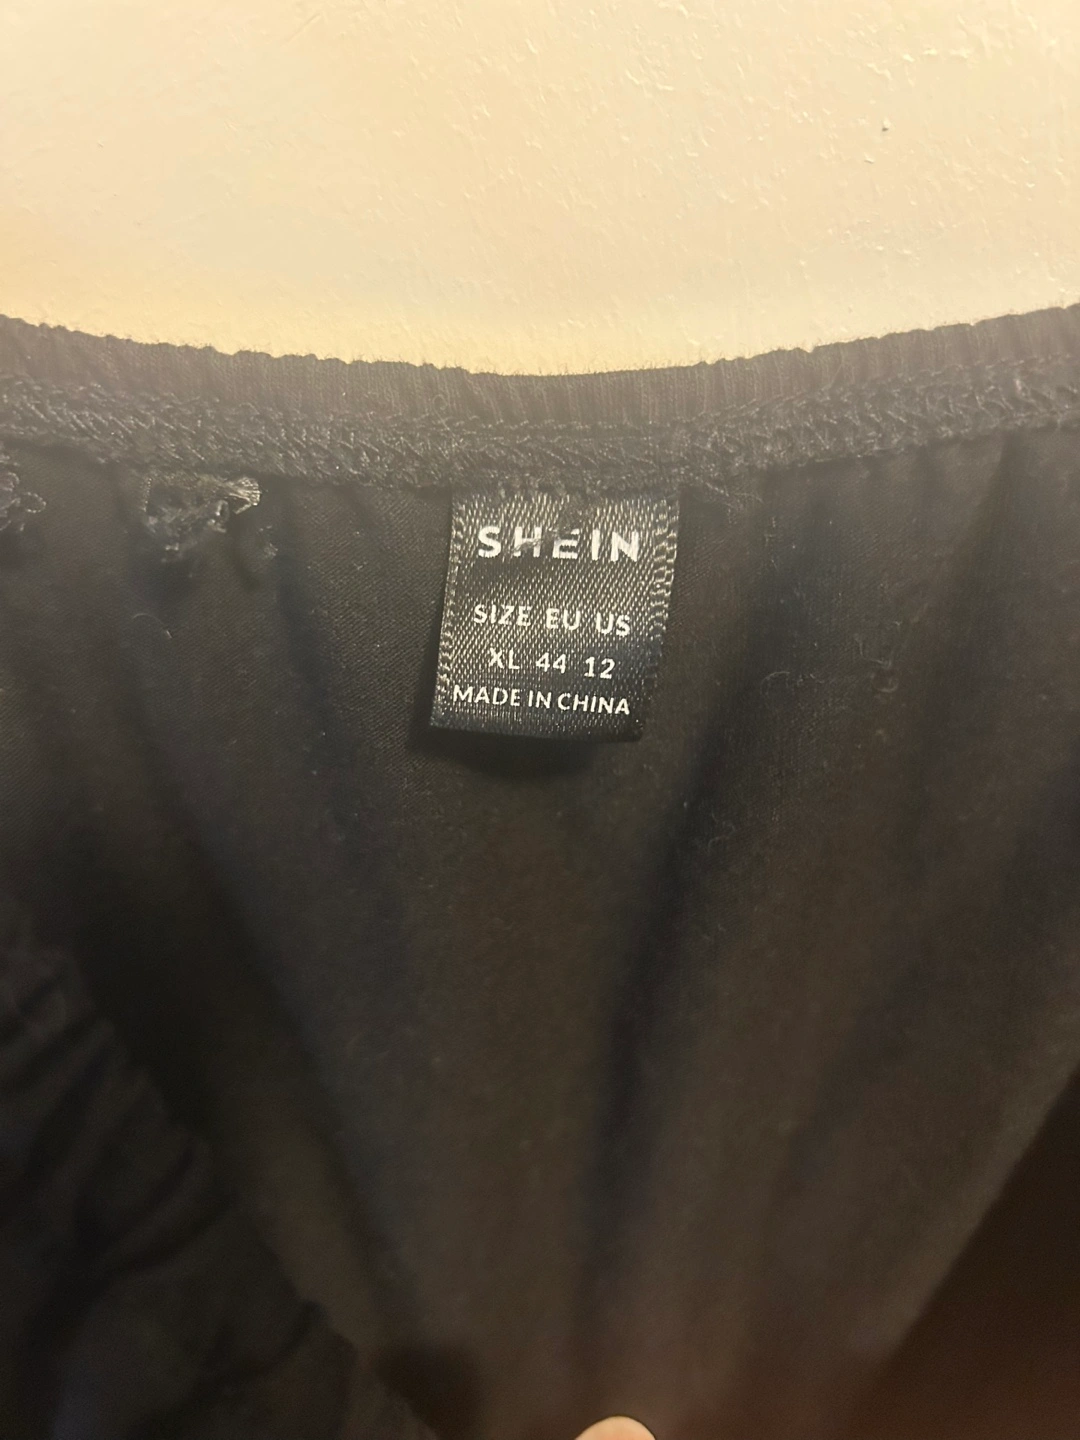 SHEIN
SIZE EU US
XL 44 12
MADE IN CHINA